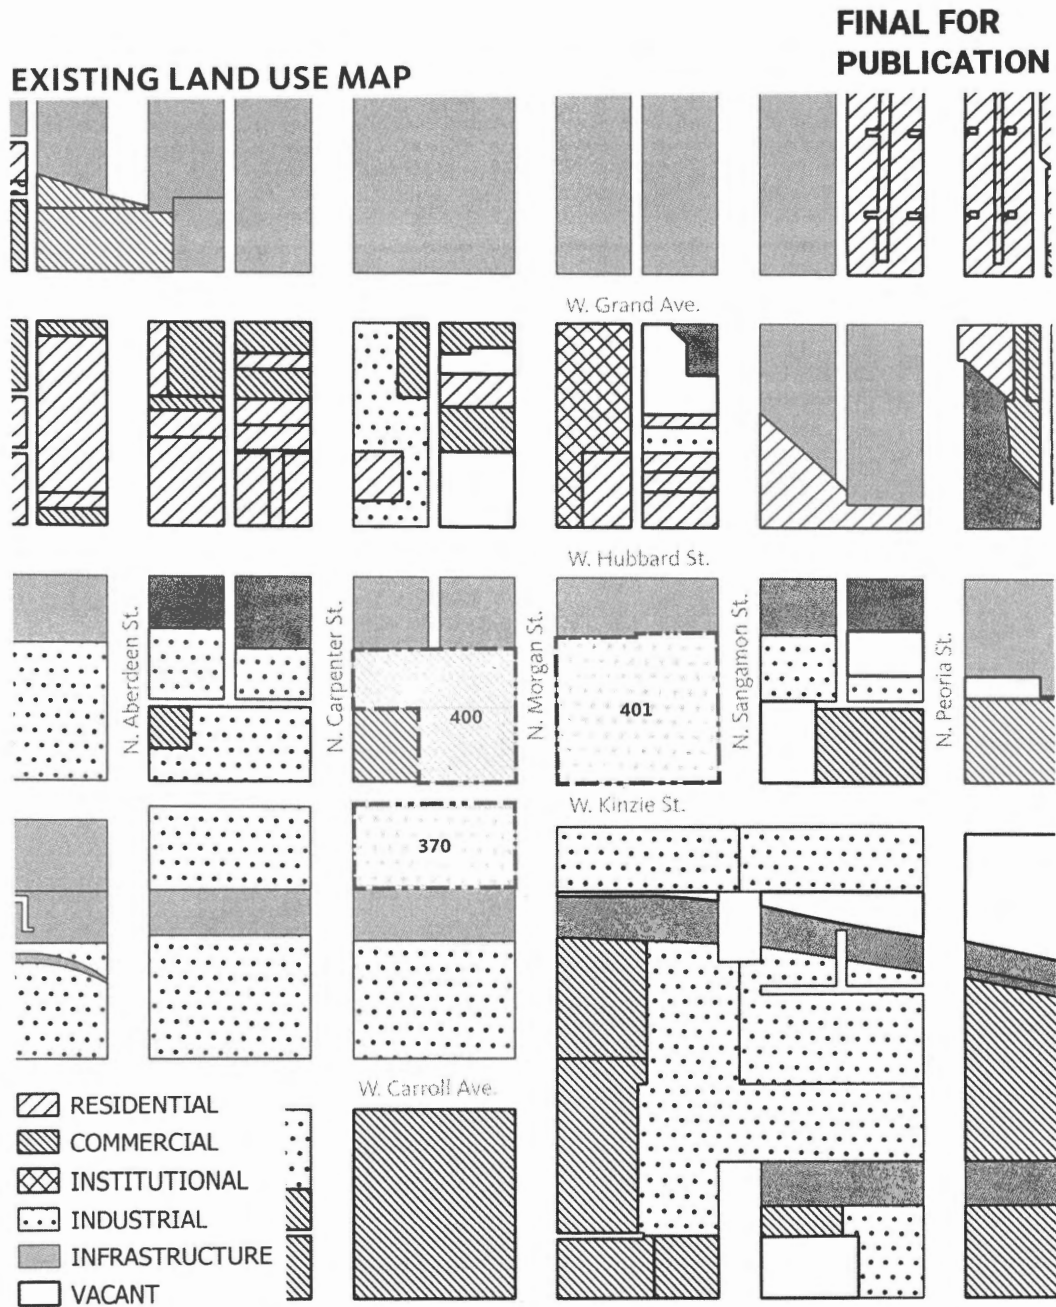 FINAL FOR
PUBLICATION
EXISTING LAND USE MAP
W. Grand Ave.
W. Hubbard St.
N. Aberdeen St.
N. Carpenter St.
N. Morgan St.
N. Sangamon St.
N. Peoria St.
400
401
W. Kinzie St.
370
W. Carroll Ave.
RESIDENTIAL
COMMERCIAL
INSTITUTIONAL
INDUSTRIAL
INFRASTRUCTURE
VACANT